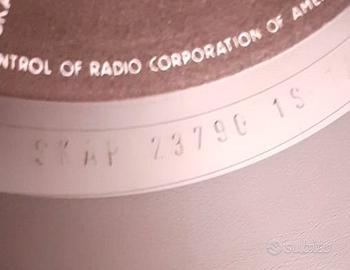 NTROL OF RADIO CORPORATION OF AME
SKAP 23790 1S
subito